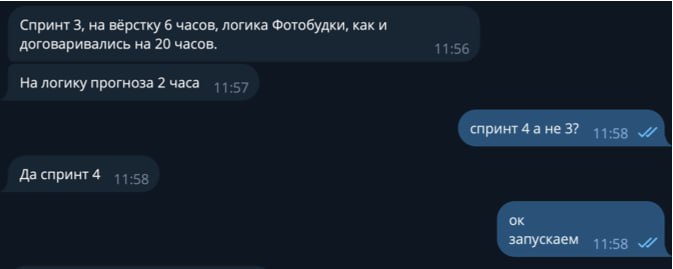 Спринт 3, на вёрстку 6 часов, логика Фотобудки, как и
договаривались на 20 часов.
11:56
На логику прогноза 2 часа 11:57
спринт 4 а не 3? 11:58
Да спринт 4 11:58
ок
запускаем 11:58